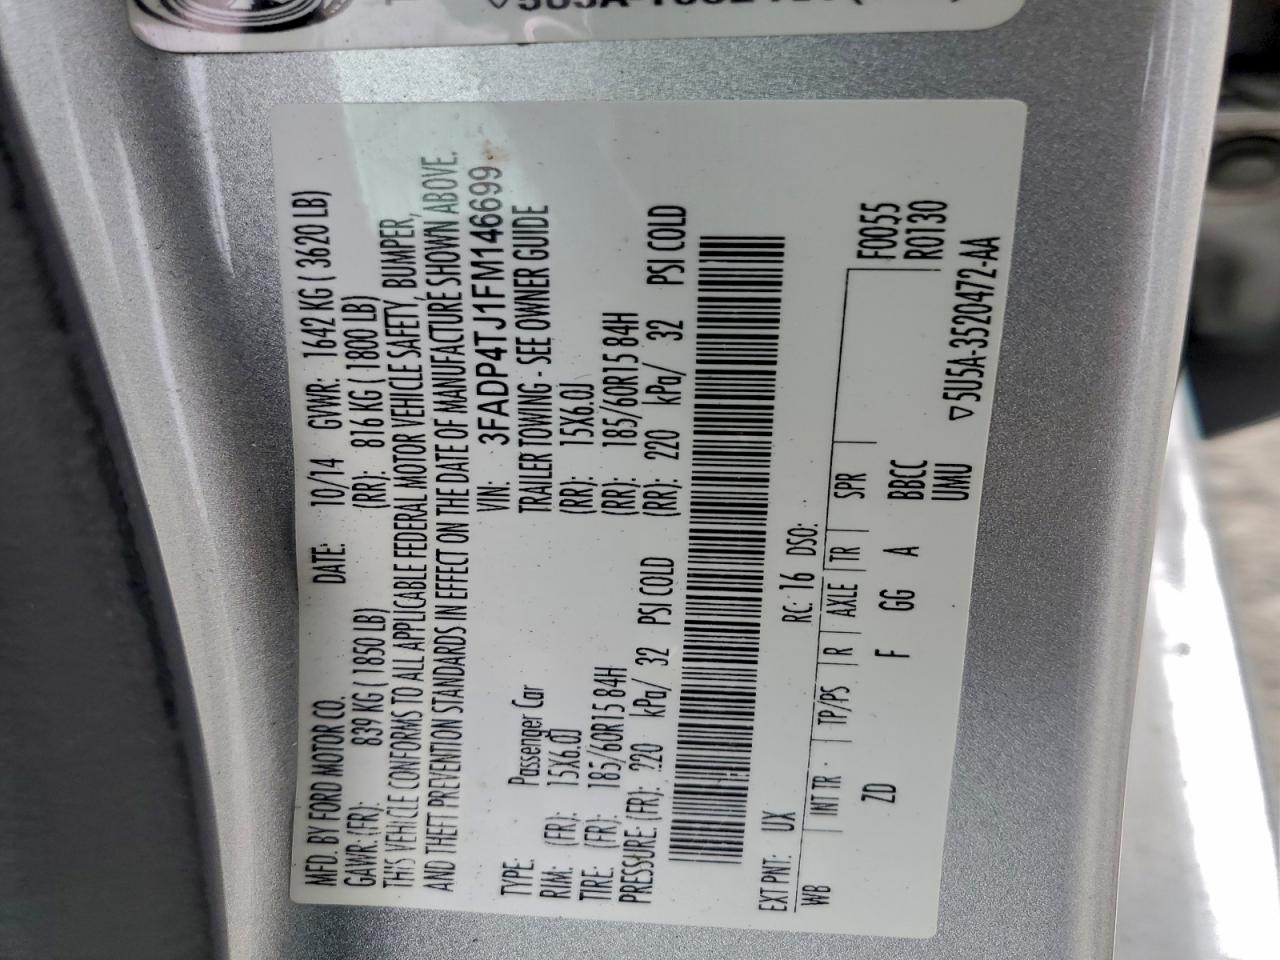 MFD. BY FORD MOTOR CO.
DATE: 10/14 GVWR: 1642 KG ( 3620 LB)
GAWR: (FR): 839 KG ( 1850 LB) (RR): 816 KG ( 1800 LB)
THIS VEHICLE CONFORMS TO ALL APPLICABLE FEDERAL MOTOR VEHICLE SAFETY, BUMPER,
AND THEFT PREVENTION STANDARDS IN EFFECT ON THE DATE OF MANUFACTURE SHOWN ABOVE.
VIN: 3FADP4TJ1FM146699
TYPE: Passenger Car TRAILER TOWING - SEE OWNER GUIDE
RIM: (FR): 15X6.0J (RR): 15X6.0J
TIRE: (FR): 185/60R15 84H (RR): 185/60R15 84H
PRESSURE: (FR): 220 kPa/ 32 PSI COLD (RR): 220 kPa/ 32 PSI COLD
EXT PNT: UX RC: 16 DSO:
WB | INT TR | TP/PS | R | AXLE | TR | SPR | F0055
ZD F GG A BBCC R0130
UMU
▽5U5A-3520472-AA